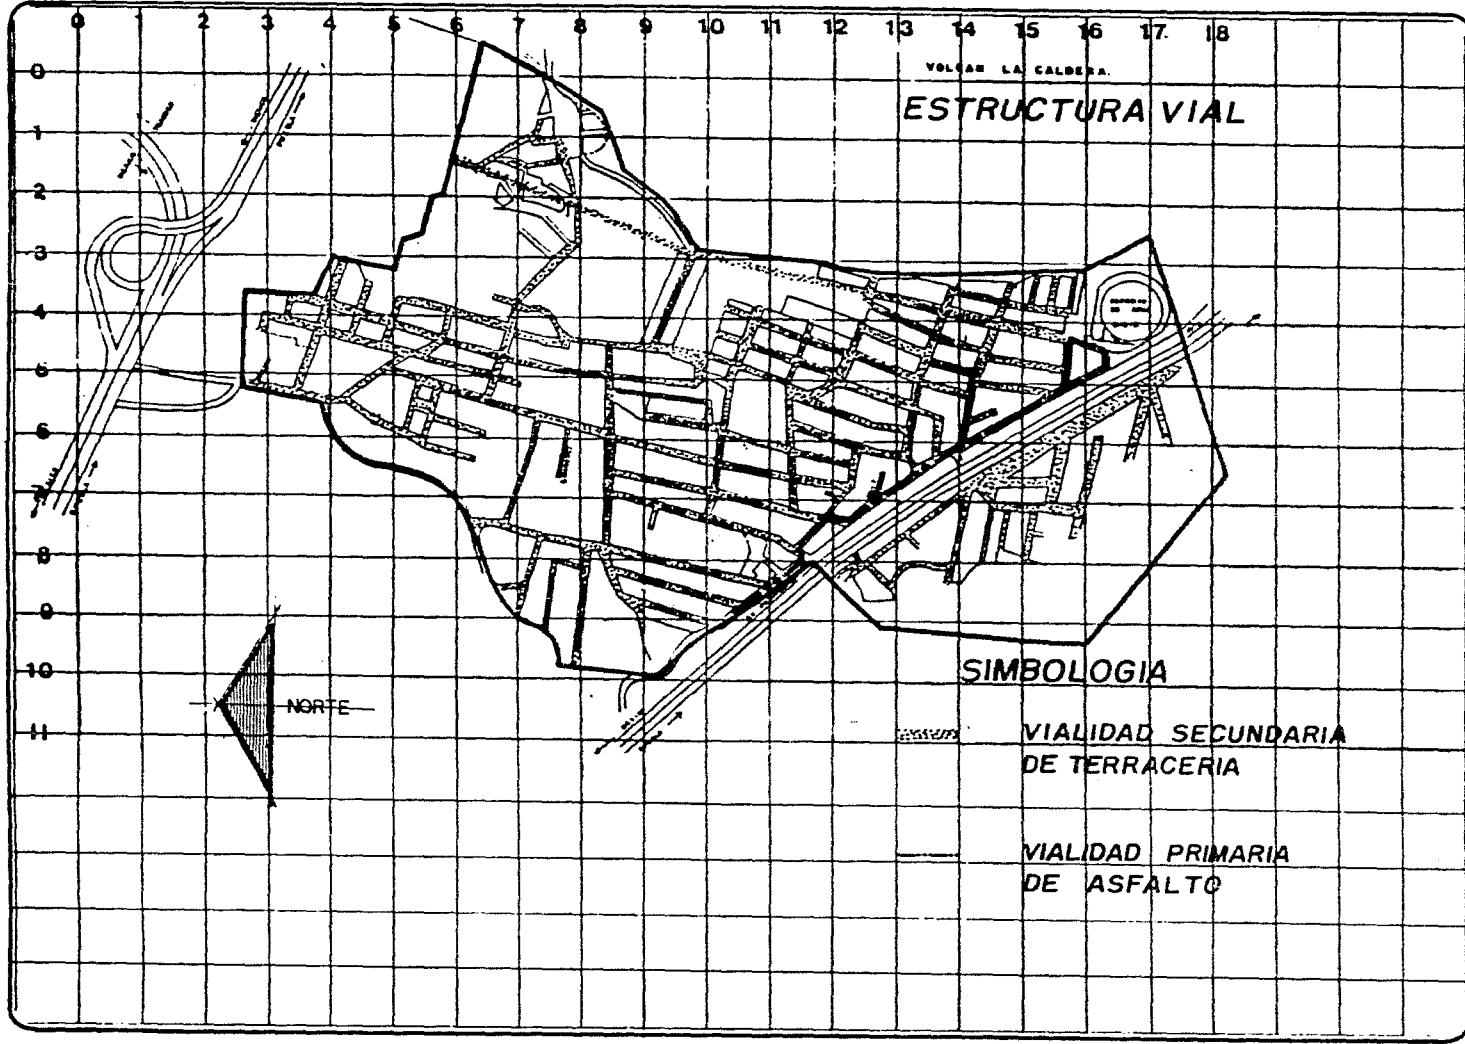 0 1 2 3 4 5 6 7 8 9 10 11 12 13 14 15 16 17 18
VOLCAN LA CALDERA.
ESTRUCTURA VIAL
0
1
2
3
4
5
6
7
8
9
10
11
NORTE
SIMBOLOGIA
VIALIDAD SECUNDARIA
DE TERRACERIA
VIALIDAD PRIMARIA
DE ASFALTO